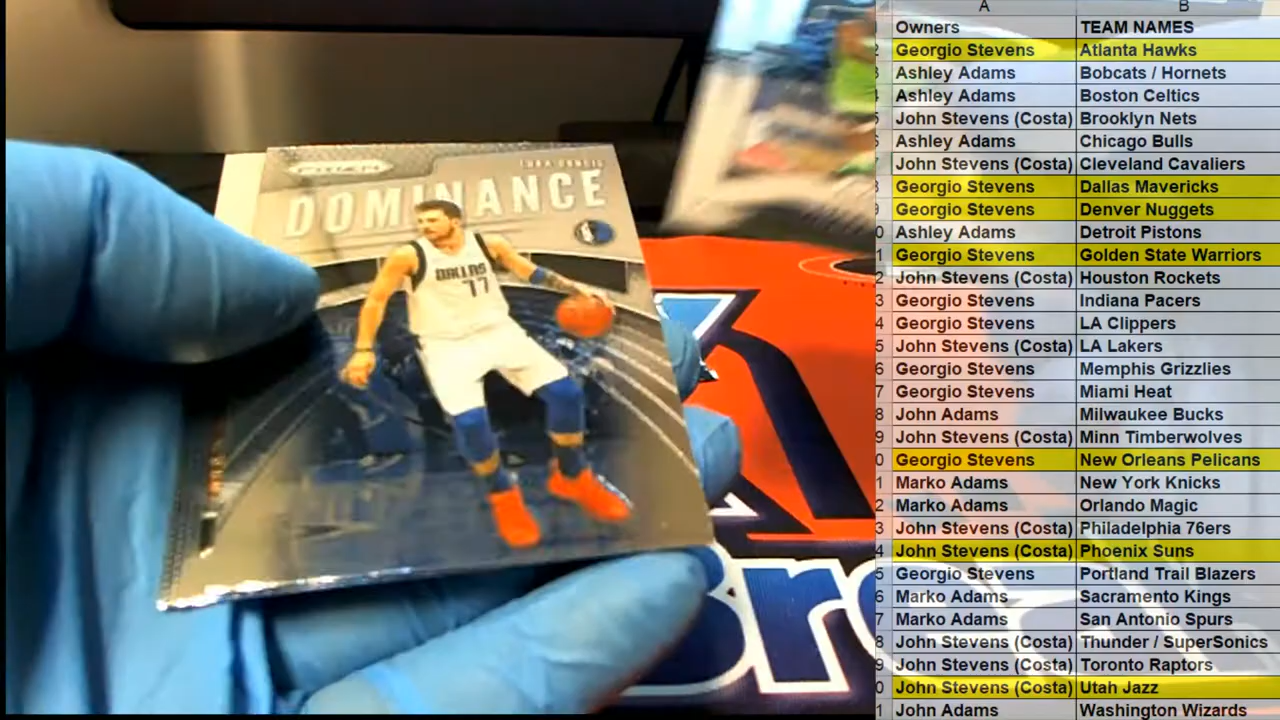 PRIZM
LUKA DONCIC
DOMINANCE
DALLAS
77
Bre
A B
Owners TEAM NAMES
Georgio Stevens Atlanta Hawks
Ashley Adams Bobcats / Hornets
Ashley Adams Boston Celtics
John Stevens (Costa) Brooklyn Nets
Ashley Adams Chicago Bulls
John Stevens (Costa) Cleveland Cavaliers
Georgio Stevens Dallas Mavericks
Georgio Stevens Denver Nuggets
Ashley Adams Detroit Pistons
Georgio Stevens Golden State Warriors
John Stevens (Costa) Houston Rockets
Georgio Stevens Indiana Pacers
Georgio Stevens LA Clippers
John Stevens (Costa) LA Lakers
Georgio Stevens Memphis Grizzlies
Georgio Stevens Miami Heat
John Adams Milwaukee Bucks
John Stevens (Costa) Minn Timberwolves
Georgio Stevens New Orleans Pelicans
Marko Adams New York Knicks
Marko Adams Orlando Magic
John Stevens (Costa) Philadelphia 76ers
John Stevens (Costa) Phoenix Suns
Georgio Stevens Portland Trail Blazers
Marko Adams Sacramento Kings
Marko Adams San Antonio Spurs
John Stevens (Costa) Thunder / SuperSonics
John Stevens (Costa) Toronto Raptors
John Stevens (Costa) Utah Jazz
John Adams Washington Wizards